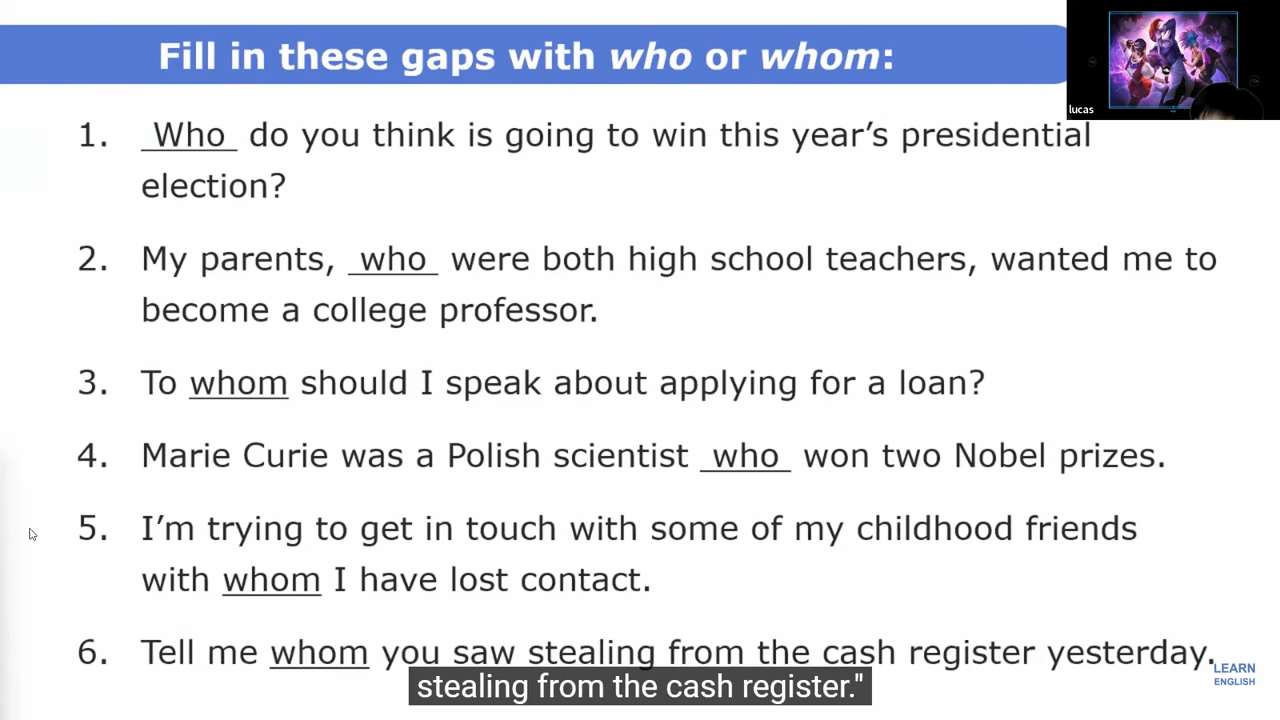 Fill in these gaps with who or whom:
lucas
1. Who do you think is going to win this year's presidential
election?
2. My parents, who were both high school teachers, wanted me to
become a college professor.
3. To whom should I speak about applying for a loan?
4. Marie Curie was a Polish scientist who won two Nobel prizes.
5. I'm trying to get in touch with some of my childhood friends
with whom I have lost contact.
6. Tell me whom you saw stealing from the cash register yesterday.
stealing from the cash register."
LEARN
ENGLISH